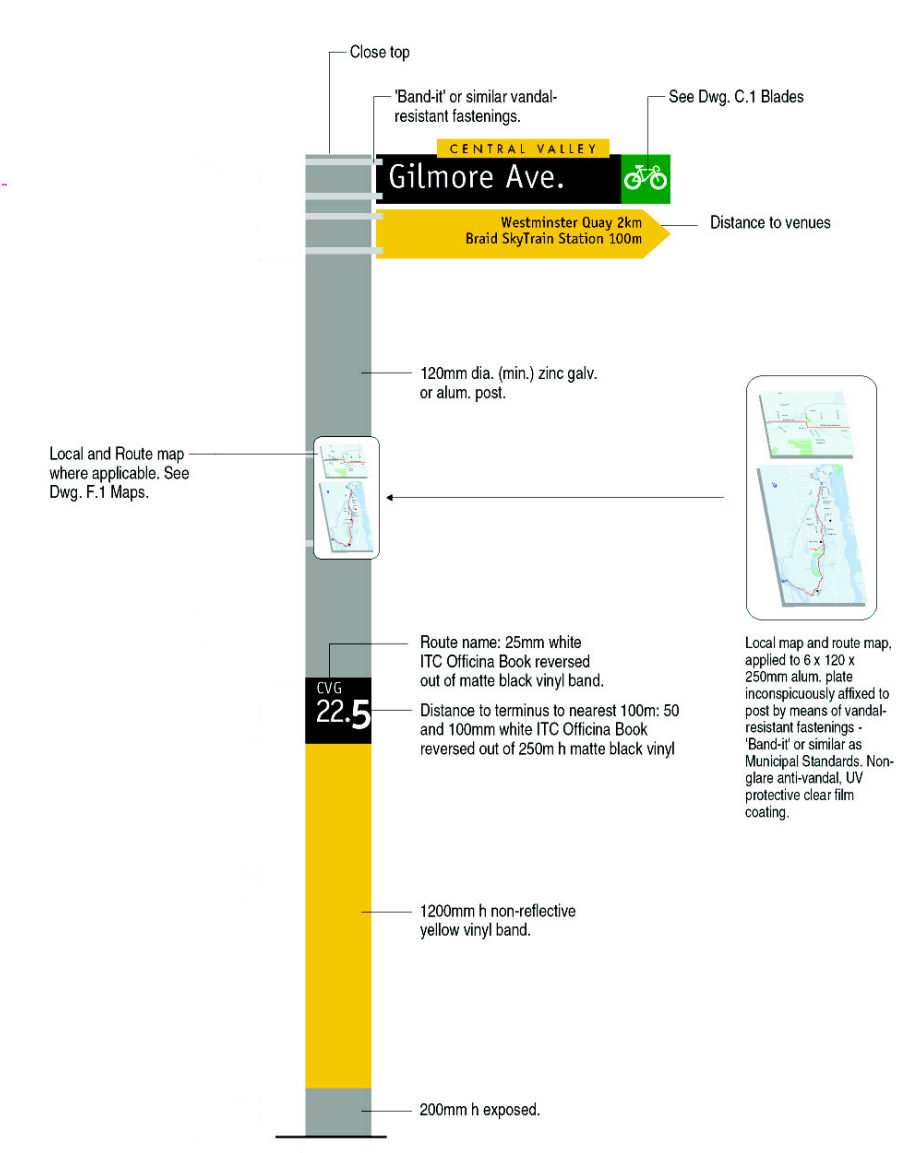 Close top
'Band-it' or similar vandal-
resistant fastenings.
See Dwg. C.1 Blades
CENTRAL VALLEY
Gilmore Ave.
Westminster Quay 2km
Braid SkyTrain Station 100m
Distance to venues
120mm dia. (min.) zinc galv.
or alum. post.
Local and Route map
where applicable. See
Dwg. F.1 Maps.
Route name: 25mm white
ITC Officina Book reversed
out of matte black vinyl band.
CVG
22.5
Distance to terminus to nearest 100m: 50
and 100mm white ITC Officina Book
reversed out of 250m h matte black vinyl
Local map and route map,
applied to 6 x 120 x
250mm alum. plate
inconspicuously affixed to
post by means of vandal-
resistant fastenings -
'Band-it' or similar as
Municipal Standards. Non-
glare anti-vandal, UV
protective clear film
coating.
1200mm h non-reflective
yellow vinyl band.
200mm h exposed.